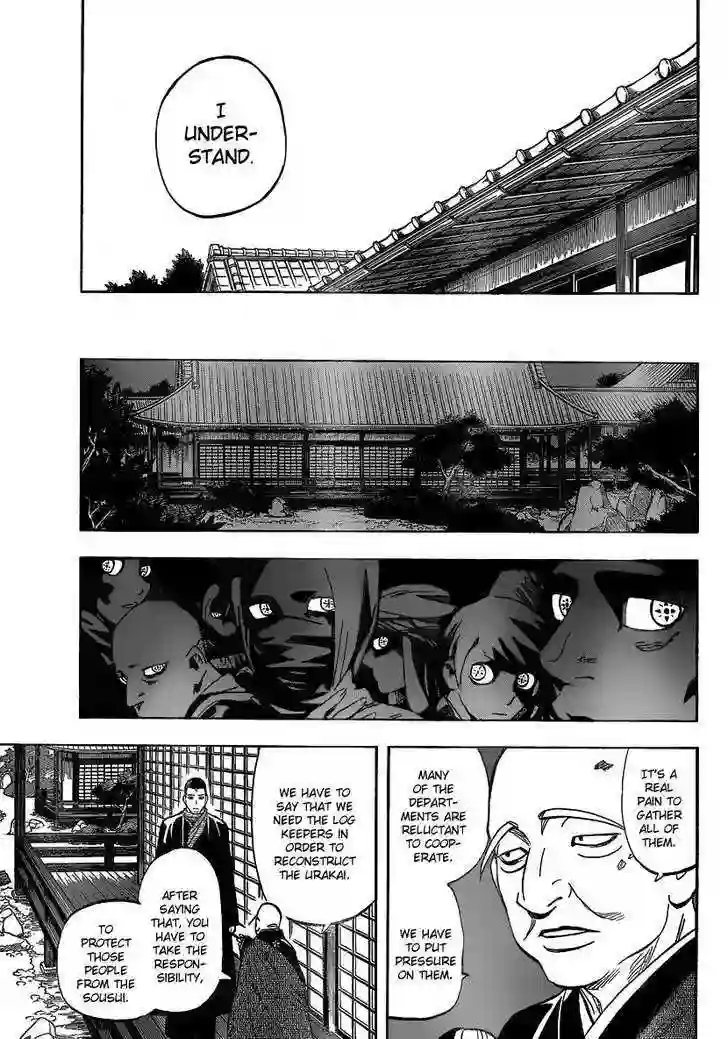 I
UNDER-
STAND.
IT'S A
REAL
PAIN TO
GATHER
ALL OF
THEM.
MANY
OF THE
DEPART-
MENTS ARE
RELUCTANT
TO COOP-
ERATE.
WE HAVE
TO PUT
PRESSURE
ON THEM.
WE HAVE TO
SAY THAT WE
NEED THE LOG
KEEPERS IN
ORDER TO
RECONSTRUCT
THE URAKAI.
AFTER
SAYING
THAT, YOU
HAVE TO
TAKE THE
RESPON-
SIBILITY,
TO
PROTECT
THOSE
PEOPLE
FROM THE
SOUSUI.